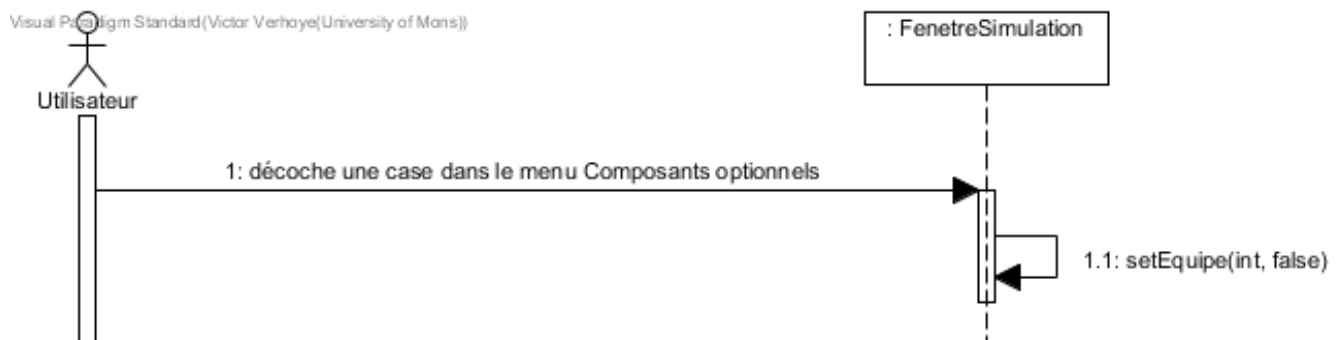 Visual Paradigm Standard(Victor Verhoye(University of Mons))
: FenetreSimulation
Utilisateur
1: décoche une case dans le menu Composants optionnels
1.1: setEquipe(int, false)